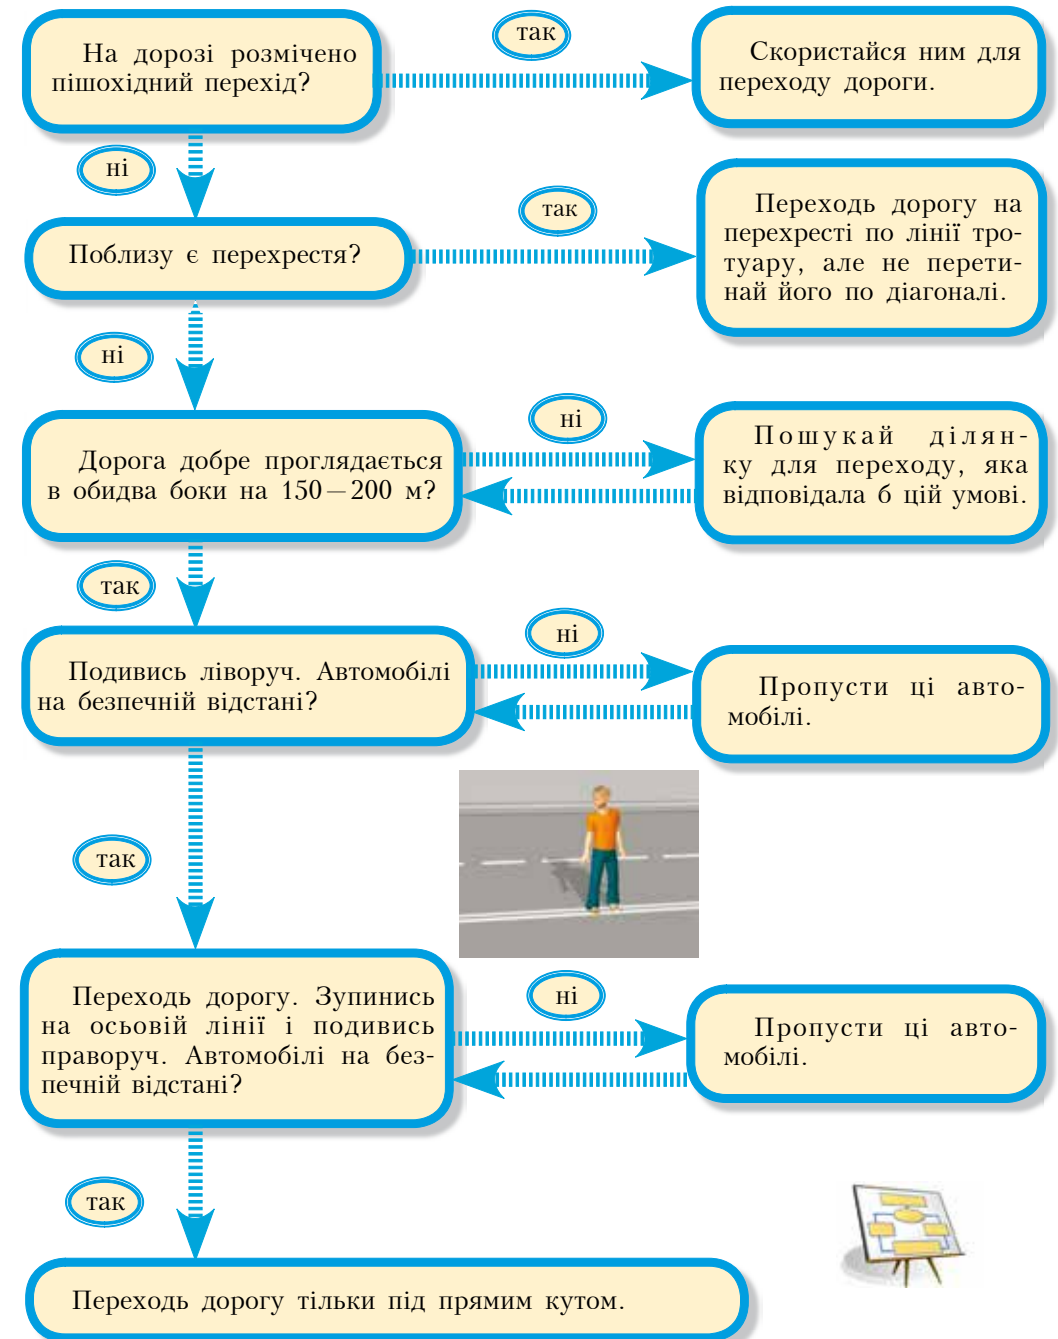 На дорозі розмічено
пішохідний перехід?
так
Скористайся ним для
переходу дороги.
ні
Поблизу є перехрестя?
так
Переходь дорогу на
перехресті по лінії тро-
туару, але не перети-
най його по діагоналі.
ні
Дорога добре проглядається
в обидва боки на 150—200 м?
ні
Пошукай ділян-
ку для переходу, яка
відповідала б цій умові.
так
Подивись ліворуч. Автомобілі
на безпечній відстані?
ні
Пропусти ці авто-
мобілі.
так
Переходь дорогу. Зупинись
на осьовій лінії і подивись
праворуч. Автомобілі на без-
печній відстані?
ні
Пропусти ці авто-
мобілі.
так
Переходь дорогу тільки під прямим кутом.